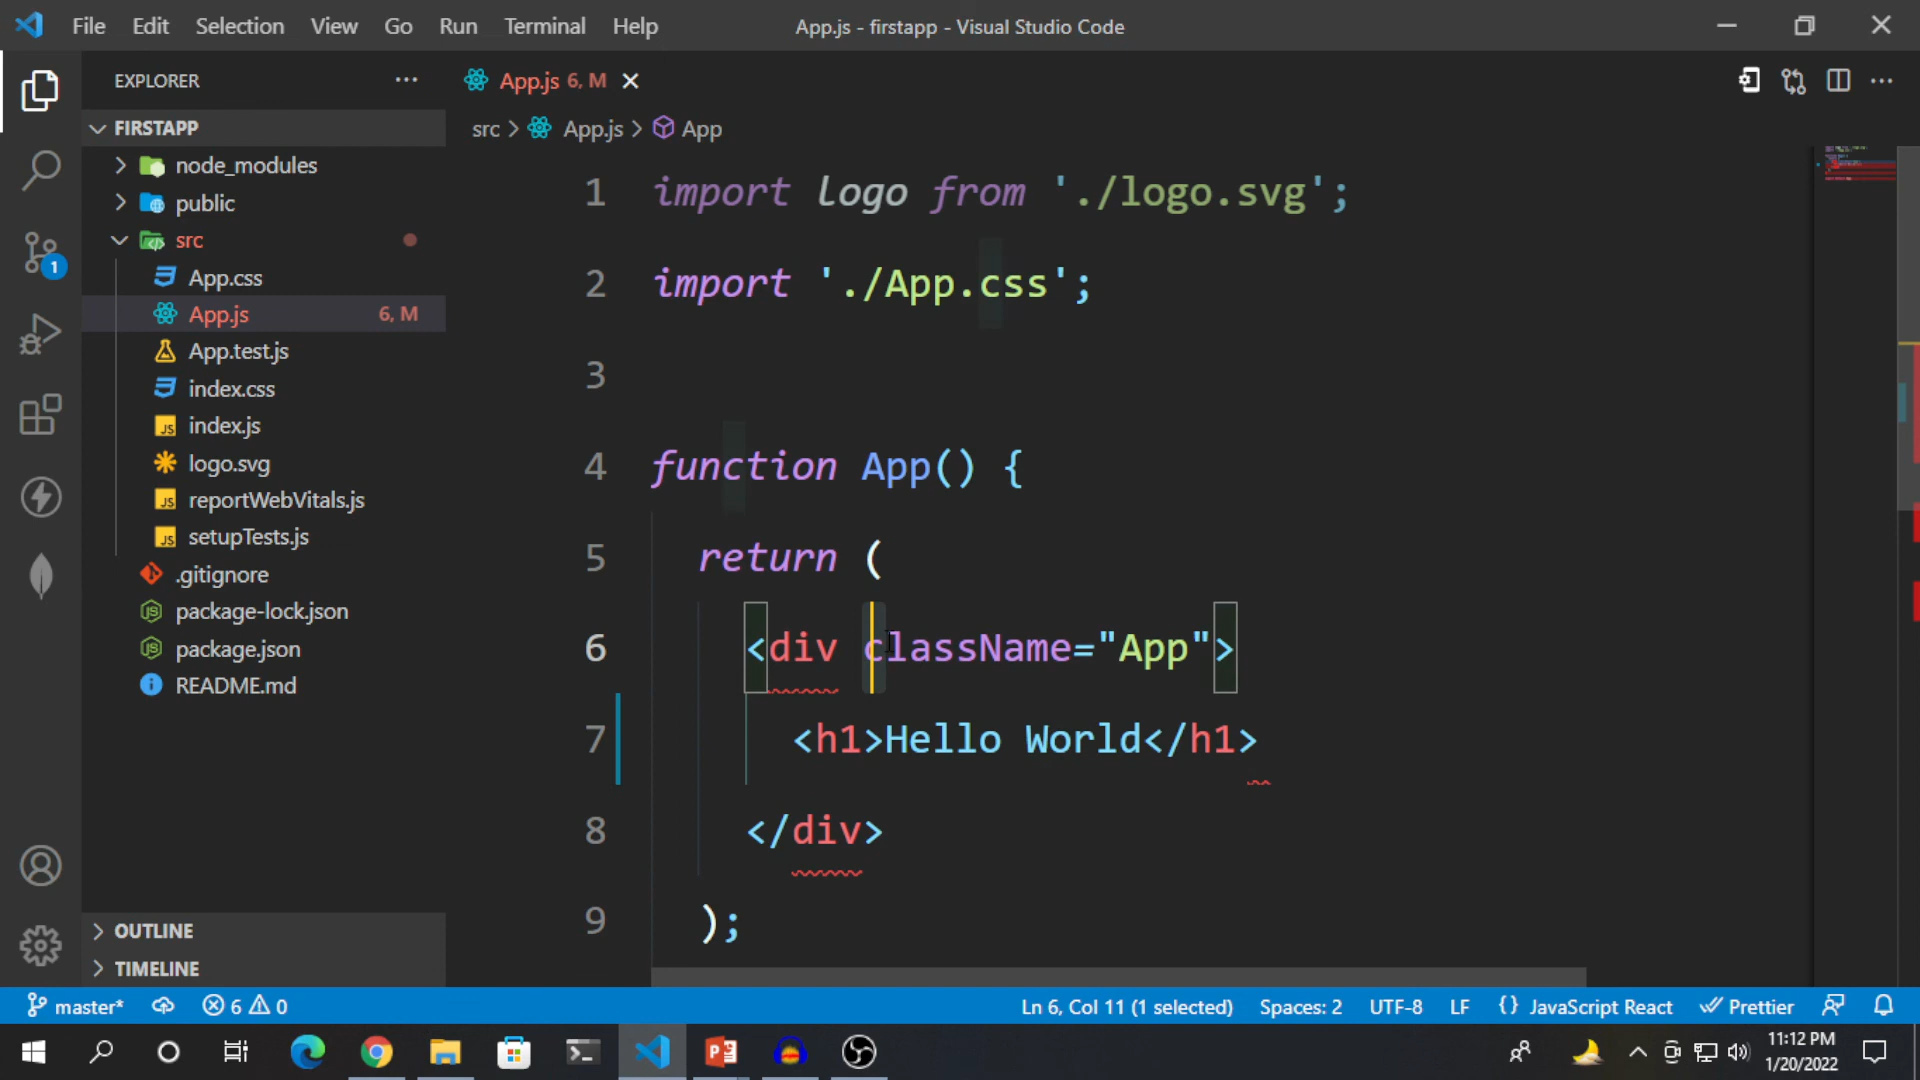 File Edit Selection View Go Run Terminal Help App.js - firstapp - Visual Studio Code
EXPLORER
App.js 6, M
FIRSTAPP
src > App.js > App
node_modules
public
src
App.css
App.js 6, M
App.test.js
index.css
index.js
logo.svg
reportWebVitals.js
setupTests.js
.gitignore
package-lock.json
package.json
README.md
OUTLINE
TIMELINE
1
1 import logo from './logo.svg';
2 import './App.css';
3
4 function App() {
5 return (
6 <div className="App">
7 <h1>Hello World</h1>
8 </div>
9 );
master* 6 0 Ln 6, Col 11 (1 selected) Spaces: 2 UTF-8 LF {} JavaScript React Prettier
11:12 PM
1/20/2022